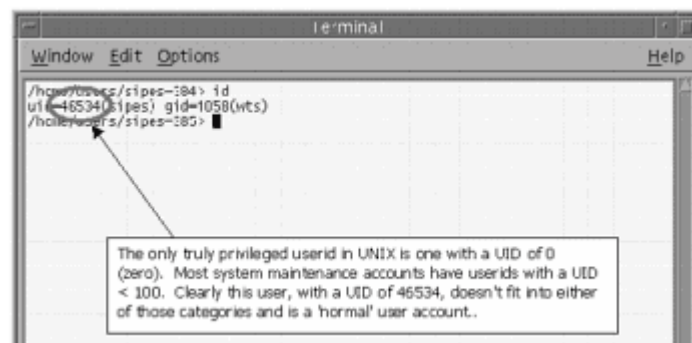 Terminal
Window Edit Options Help
/home/users/sipes-384> id
uid=46534(sipes) gid=1058(wts)
/home/users/sipes-385>
The only truly privileged userid in UNIX is one with a UID of 0
(zero). Most system maintenance accounts have userids with a UID
< 100. Clearly this user, with a UID of 46534, doesn't fit into either
of those categories and is a 'normal' user account..